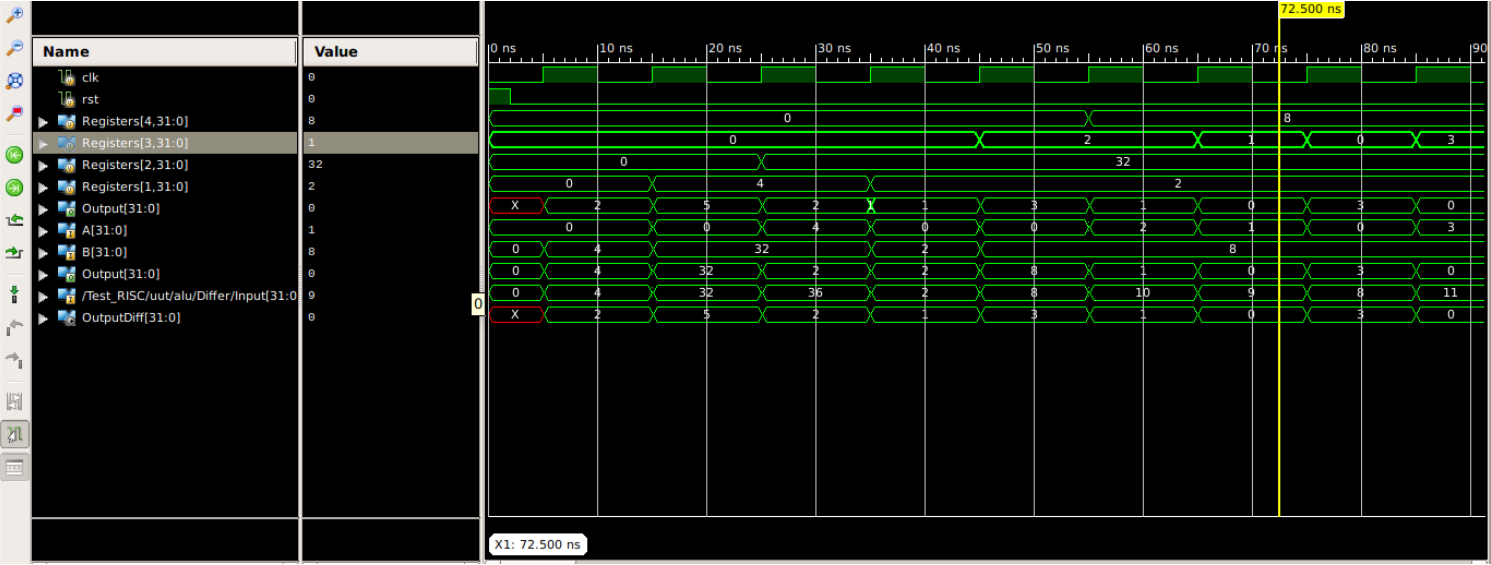 72.500 ns
Name Value
0 ns 10 ns 20 ns 30 ns 40 ns 50 ns 60 ns 70 ns 80 ns 90
clk 0
rst 0
Registers[4,31:0] 8 0 8
Registers[3,31:0] 1 0 2 1 0 3
Registers[2,31:0] 32 0 32
Registers[1,31:0] 2 0 4 2
Output[31:0] 0 X 2 5 2 1 3 1 0 3 0
A[31:0] 1 0 0 4 0 0 2 1 0 3
B[31:0] 8 0 4 32 2 8
Output[31:0] 0 0 4 32 2 2 8 1 0 3 0
/Test_RISC/uut/alu/Differ/Input[31:0 9 0 4 32 36 2 8 10 9 8 11
0
OutputDiff[31:0] 0 X 2 5 2 1 3 1 0 3 0
X1: 72.500 ns